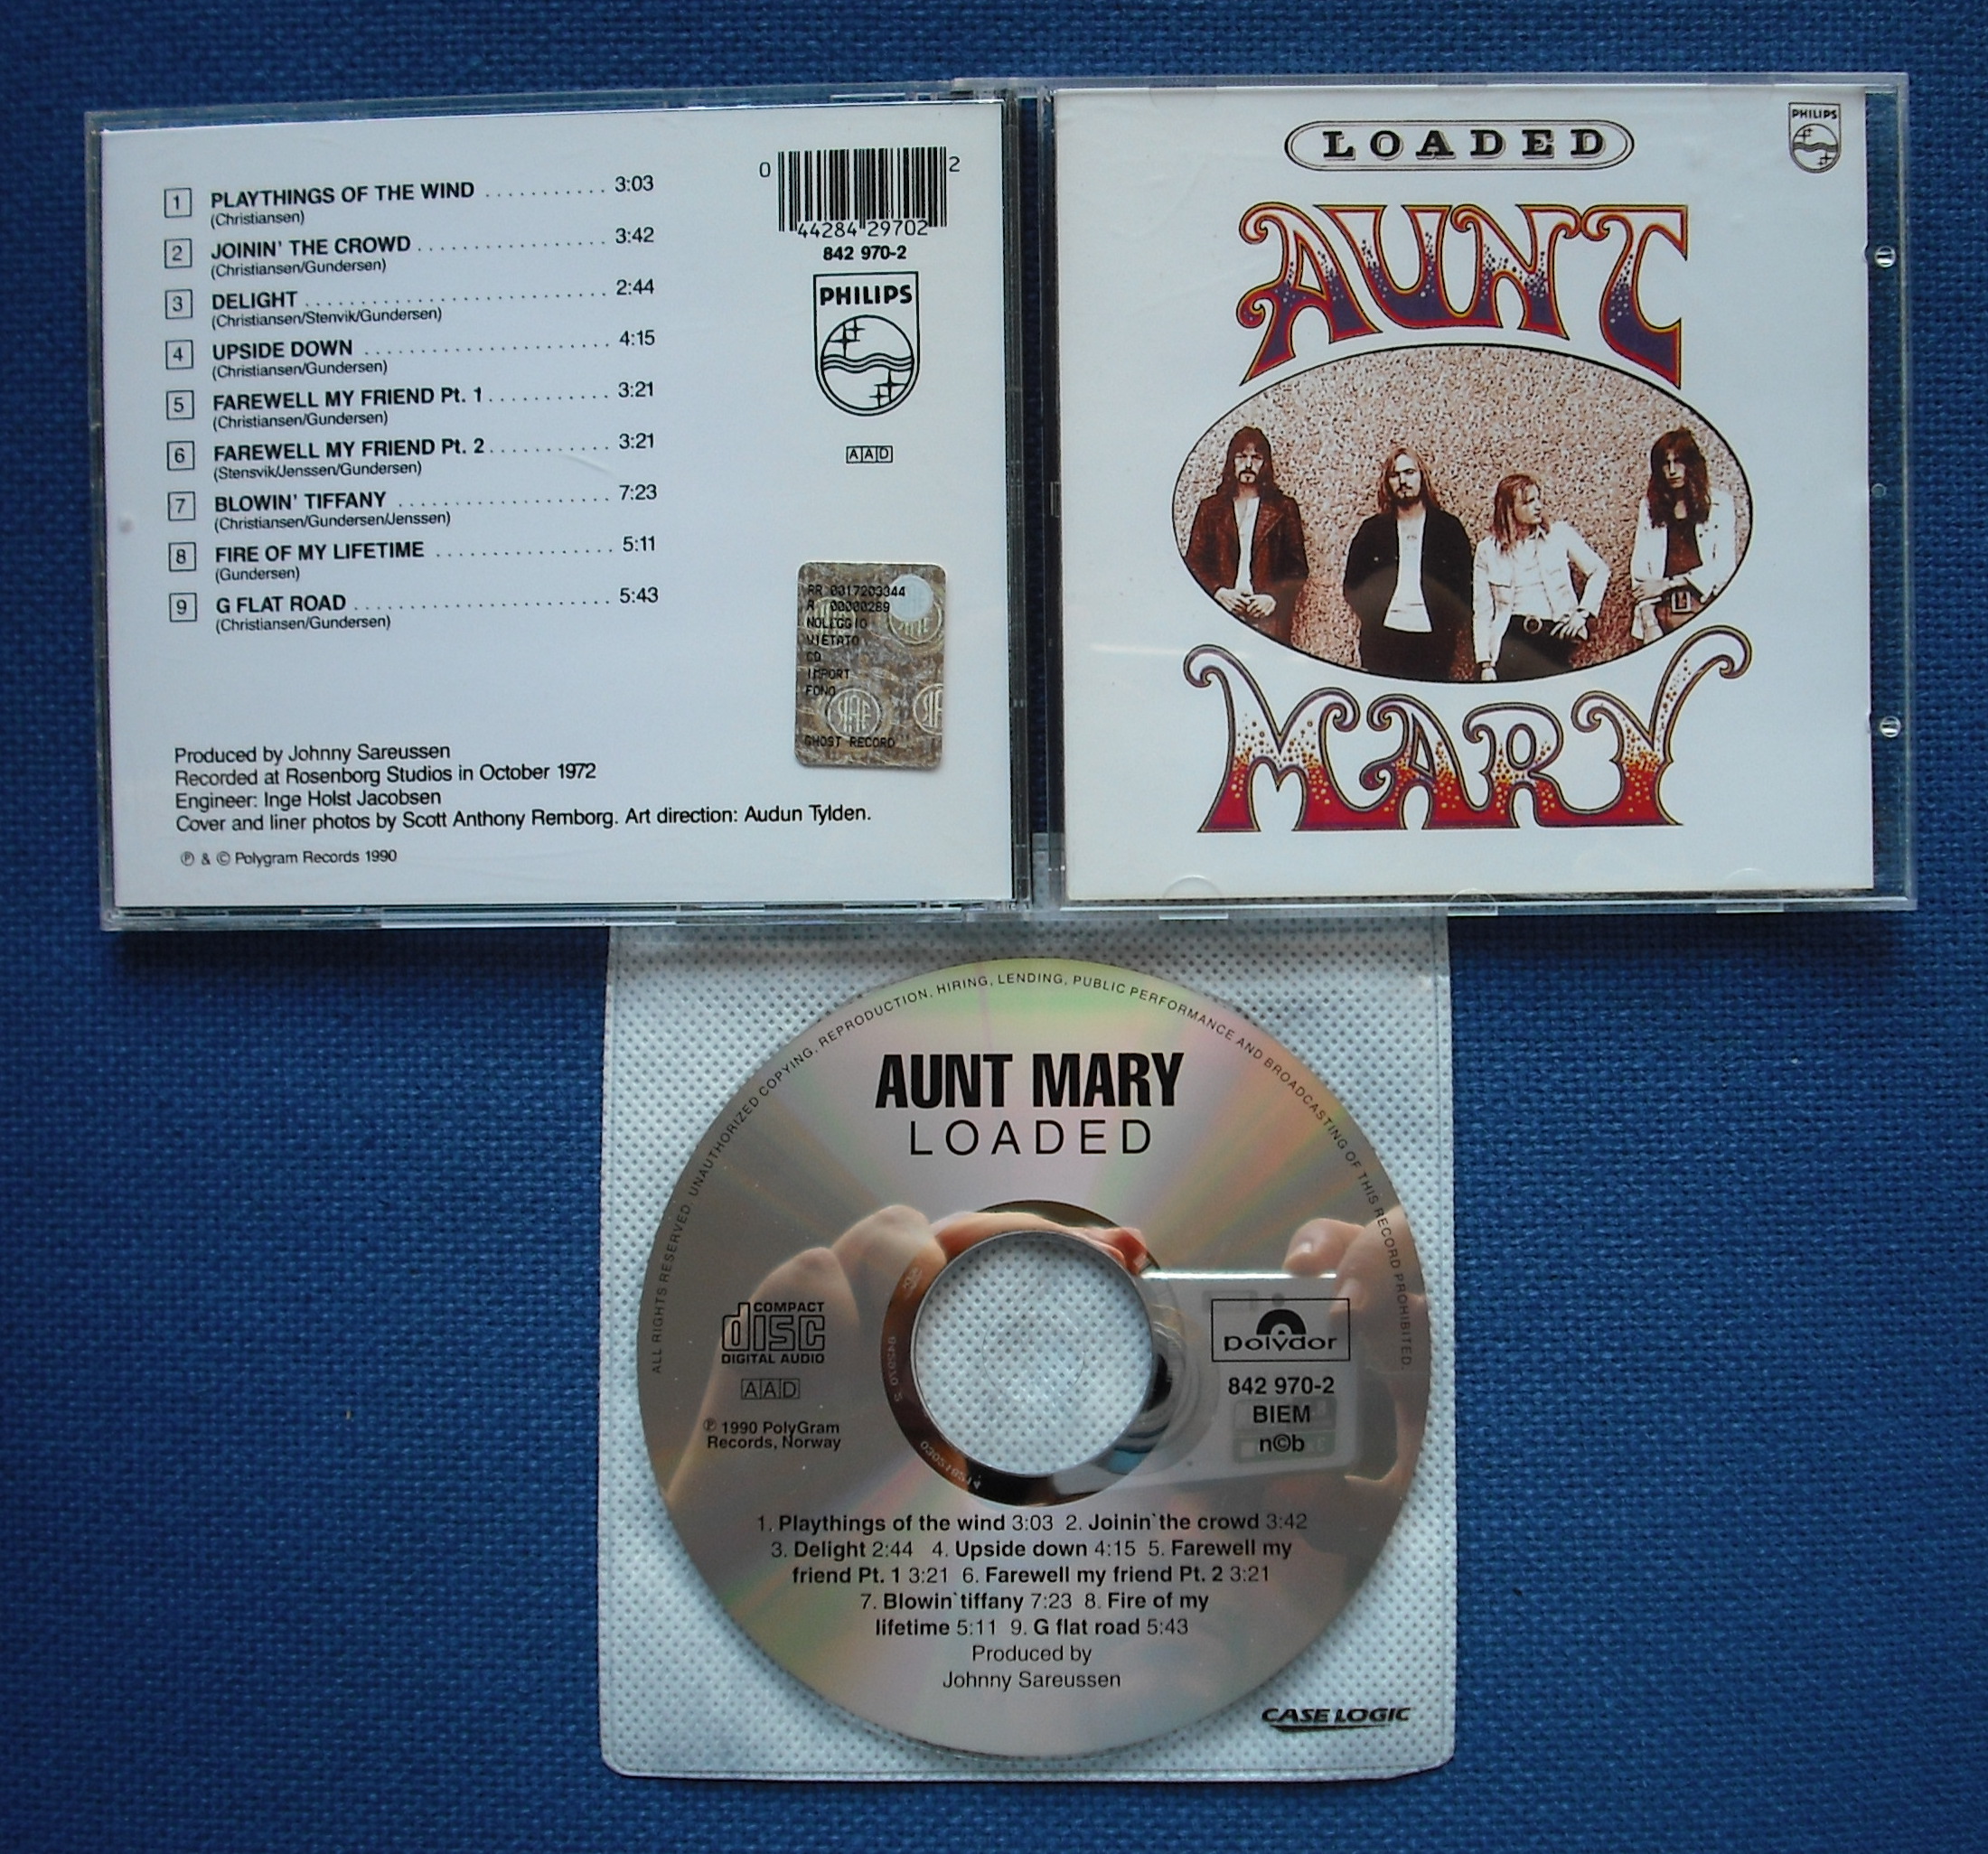 1 PLAYTHINGS OF THE WIND ........... 3:03
(Christiansen)
2 JOININ' THE CROWD ................. 3:42
(Christiansen/Gundersen)
3 DELIGHT ........................... 2:44
(Christiansen/Stenvik/Gundersen)
4 UPSIDE DOWN ....................... 4:15
(Christiansen/Gundersen)
5 FAREWELL MY FRIEND Pt. 1 ........... 3:21
(Christiansen/Gundersen)
6 FAREWELL MY FRIEND Pt. 2 ........... 3:21
(Stensvik/Jenssen/Gundersen)
7 BLOWIN' TIFFANY .................... 7:23
(Christiansen/Gundersen/Jenssen)
8 FIRE OF MY LIFETIME ................ 5:11
(Gundersen)
9 G FLAT ROAD ........................ 5:43
(Christiansen/Gundersen)
0 44284 29702 2
842 970-2
PHILIPS
AAD
RR 0017203344
A 00000289
NOLEGGIO
VIETATO
CD
IMPORT
FONO
SIAE
GHOST RECORD
Produced by Johnny Sareussen
Recorded at Rosenborg Studios in October 1972
Engineer: Inge Holst Jacobsen
Cover and liner photos by Scott Anthony Remborg. Art direction: Audun Tylden.
℗ & © Polygram Records 1990
LOADED
PHILIPS
AUNT
MARY
ALL RIGHTS RESERVED. UNAUTHORIZED COPYING, REPRODUCTION, HIRING, LENDING, PUBLIC PERFORMANCE AND BROADCASTING OF THIS RECORD PROHIBITED.
AUNT MARY
LOADED
COMPACT
disc
DIGITAL AUDIO
AAD
℗ 1990 PolyGram
Records, Norway
polydor
842 970-2
BIEM
n©b
1. Playthings of the wind 3:03 2. Joinin`the crowd 3:42
3. Delight 2:44 4. Upside down 4:15 5. Farewell my
friend Pt. 1 3:21 6. Farewell my friend Pt. 2 3:21
7. Blowin`tiffany 7:23 8. Fire of my
lifetime 5:11 9. G flat road 5:43
Produced by
Johnny Sareussen
CASE LOGIC